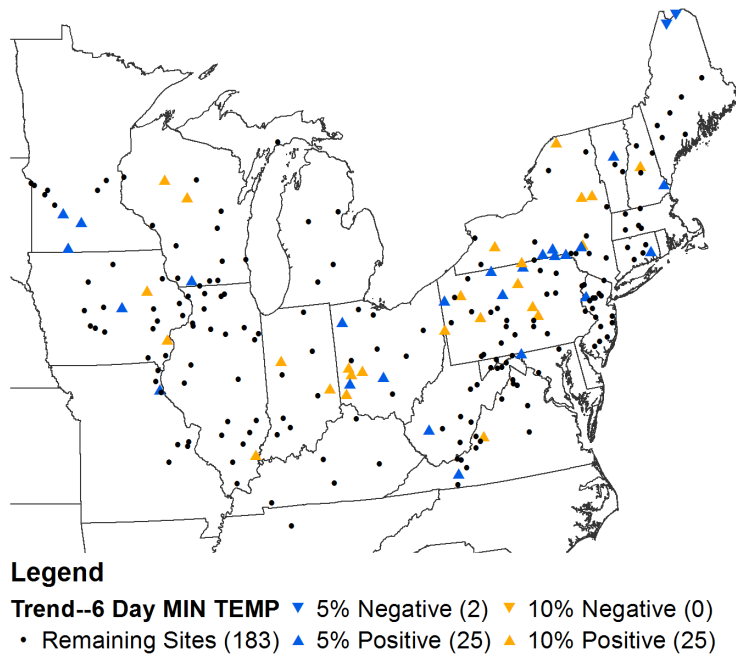 Legend
Trend--6 Day MIN TEMP 5% Negative (2) 10% Negative (0)
Remaining Sites (183) 5% Positive (25) 10% Positive (25)